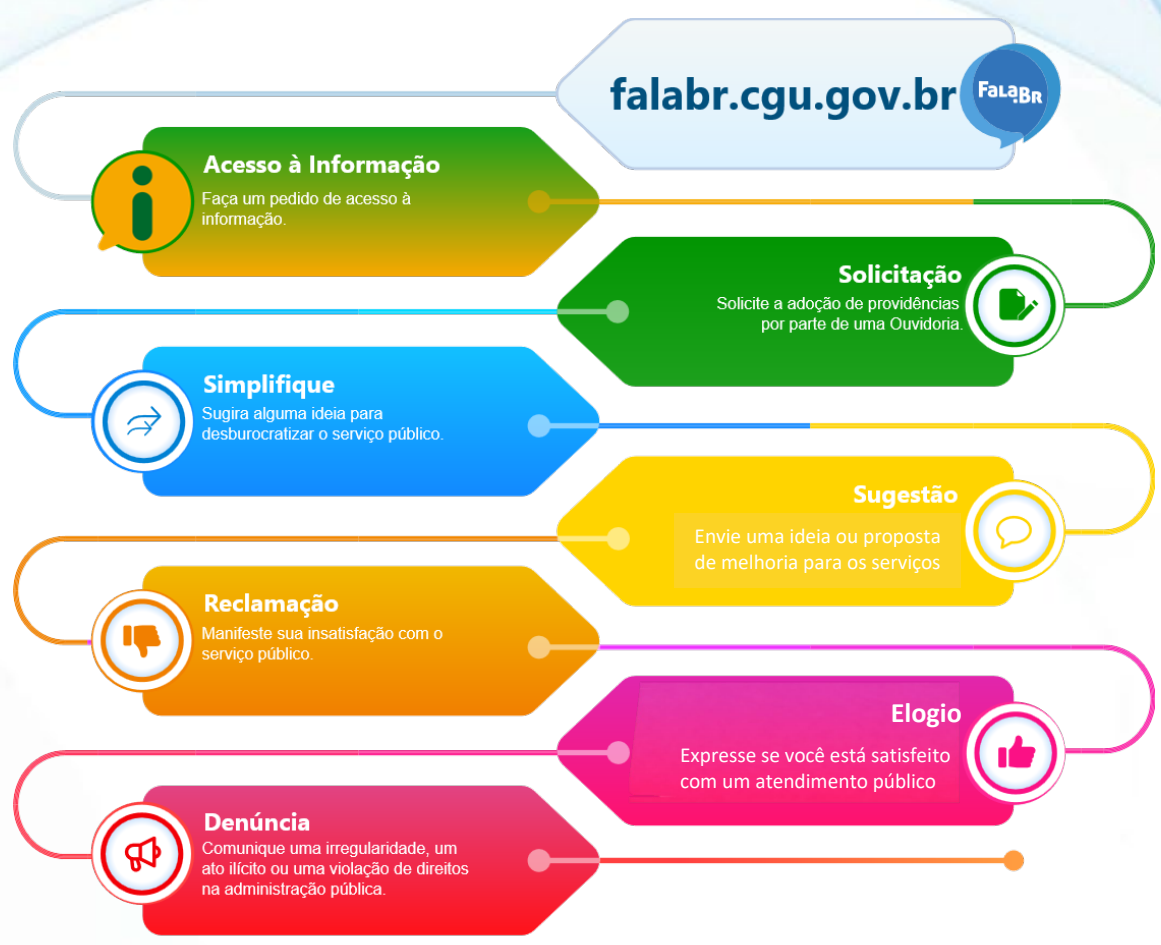 falabr.cgu.gov.br
FALA.BR
Acesso à Informação
Faça um pedido de acesso à
informação.
Solicitação
Solicite a adoção de providências
por parte de uma Ouvidoria.
Simplifique
Sugira alguma ideia para
desburocratizar o serviço público.
Sugestão
Envie uma ideia ou proposta
de melhoria para os serviços
Reclamação
Manifeste sua insatisfação com o
serviço público.
Elogio
Expresse se você está satisfeito
com um atendimento público
Denúncia
Comunique uma irregularidade, um
ato ilícito ou uma violação de direitos
na administração pública.